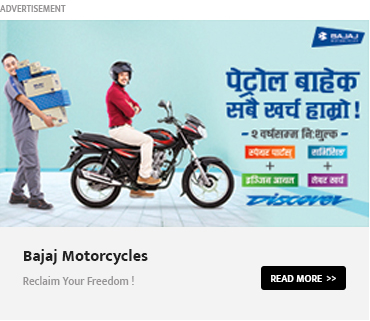 ADVERTISEMENT
BAJAJ
पेट्रोल बाहेक
सबै खर्च हाम्रो !
- २ वर्षसम्म नि:शुल्क -
स्पेयर पार्टस् सर्भिसिङ
+ +
इञ्जिन आयल लेबर खर्च
Discover
Bajaj Motorcycles
Reclaim Your Freedom !
READ MORE >>